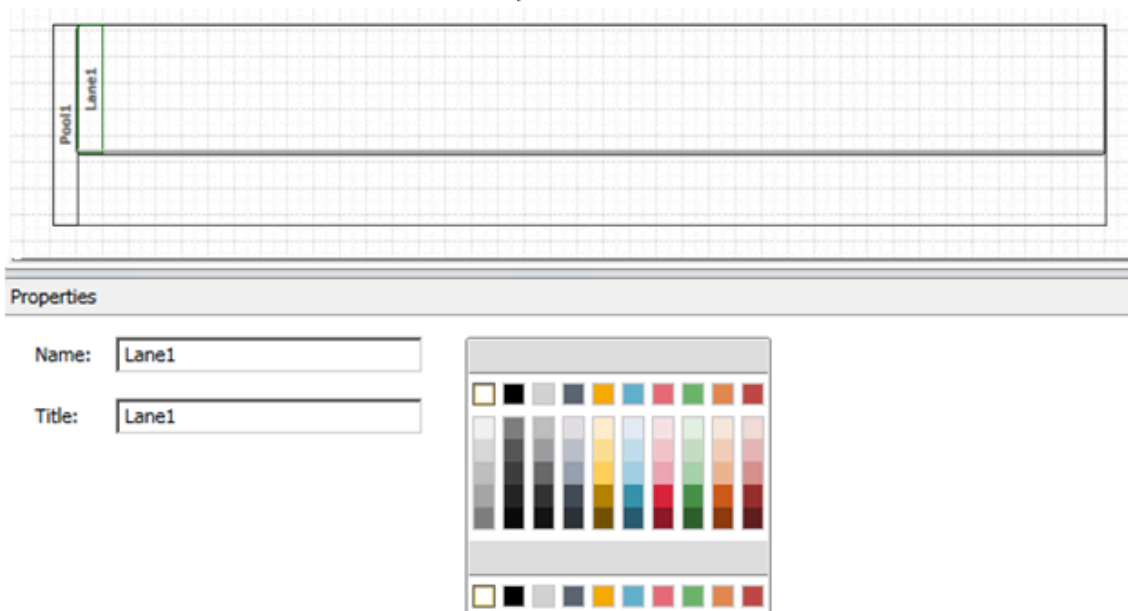 Pool1
Lane1
Properties
Name: Lane1
Title: Lane1